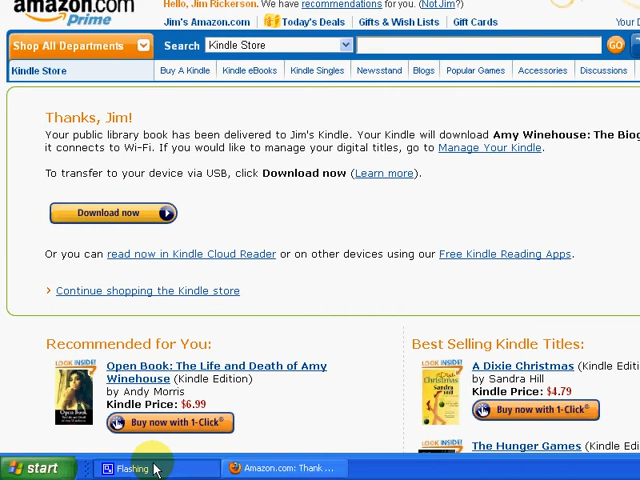 amazon.com
Prime
Hello, Jim Rickerson. We have recommendations for you. (Not Jim?)
Jim's Amazon.com Today's Deals Gifts & Wish Lists Gift Cards Your D
Shop All Departments Search Kindle Store GO
Kindle Store Buy A Kindle Kindle eBooks Kindle Singles Newsstand Blogs Popular Games Accessories Discussions
Thanks, Jim!
Your public library book has been delivered to Jim's Kindle. Your Kindle will download Amy Winehouse: The Biog
it connects to Wi-Fi. If you would like to manage your digital titles, go to Manage Your Kindle.
To transfer to your device via USB, click Download now (Learn more).
Download now
Or you can read now in Kindle Cloud Reader or on other devices using our Free Kindle Reading Apps.
Continue shopping the Kindle store
Recommended for You:
LOOK INSIDE!
Open Book: The Life and Death of Amy
Winehouse (Kindle Edition)
by Andy Morris
Kindle Price: $6.99
Buy now with 1-Click®
Best Selling Kindle Titles:
LOOK INSIDE!
A Dixie Christmas (Kindle Editi
by Sandra Hill
Kindle Price: $4.79
Buy now with 1-Click®
LOOK INSIDE!
The Hunger Games (Kindle Editi
start Flashing Amazon.com: Thank ...